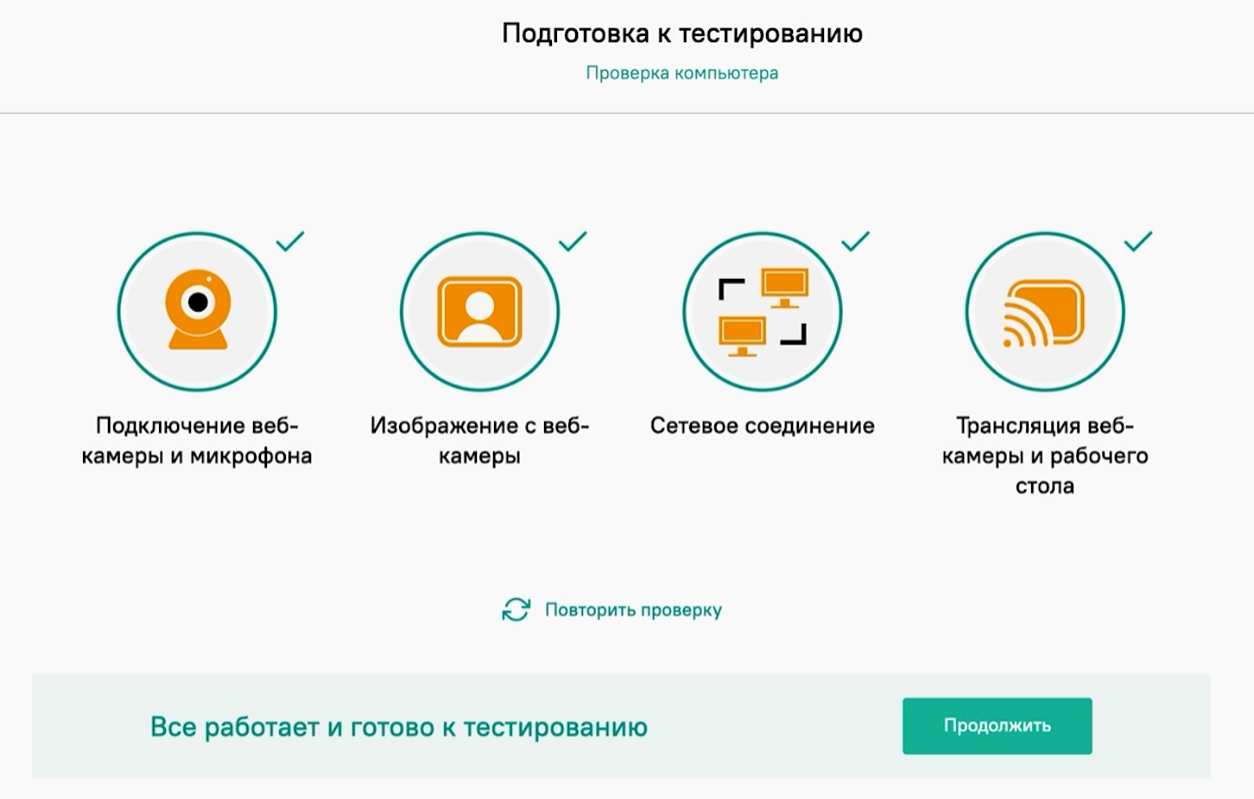 Подготовка к тестированию
Проверка компьютера
Подключение веб-
камеры и микрофона
Изображение с веб-
камеры
Сетевое соединение
Трансляция веб-
камеры и рабочего
стола
Повторить проверку
Все работает и готово к тестированию
Продолжить